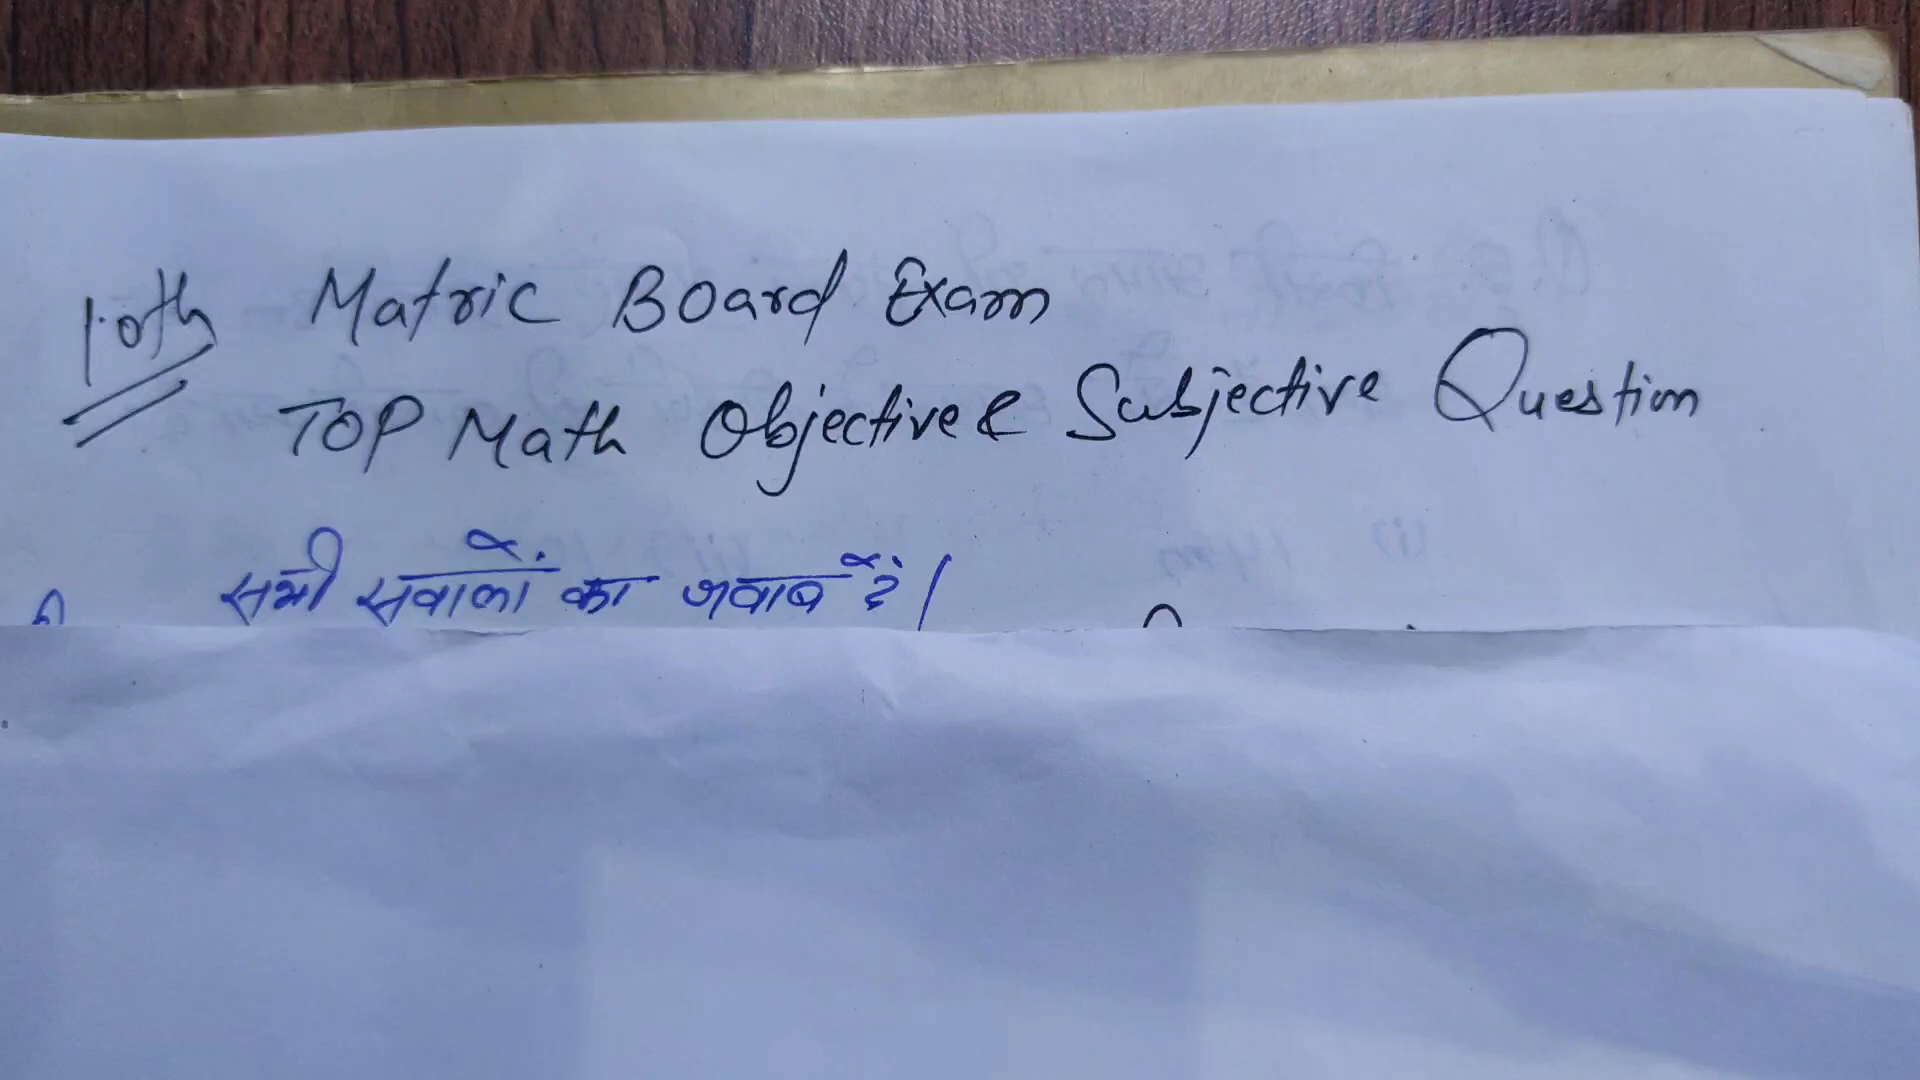 10th Matric Board Exam
TOP Math Objective & Subjective Question
सभी सवालों का जवाब दें।